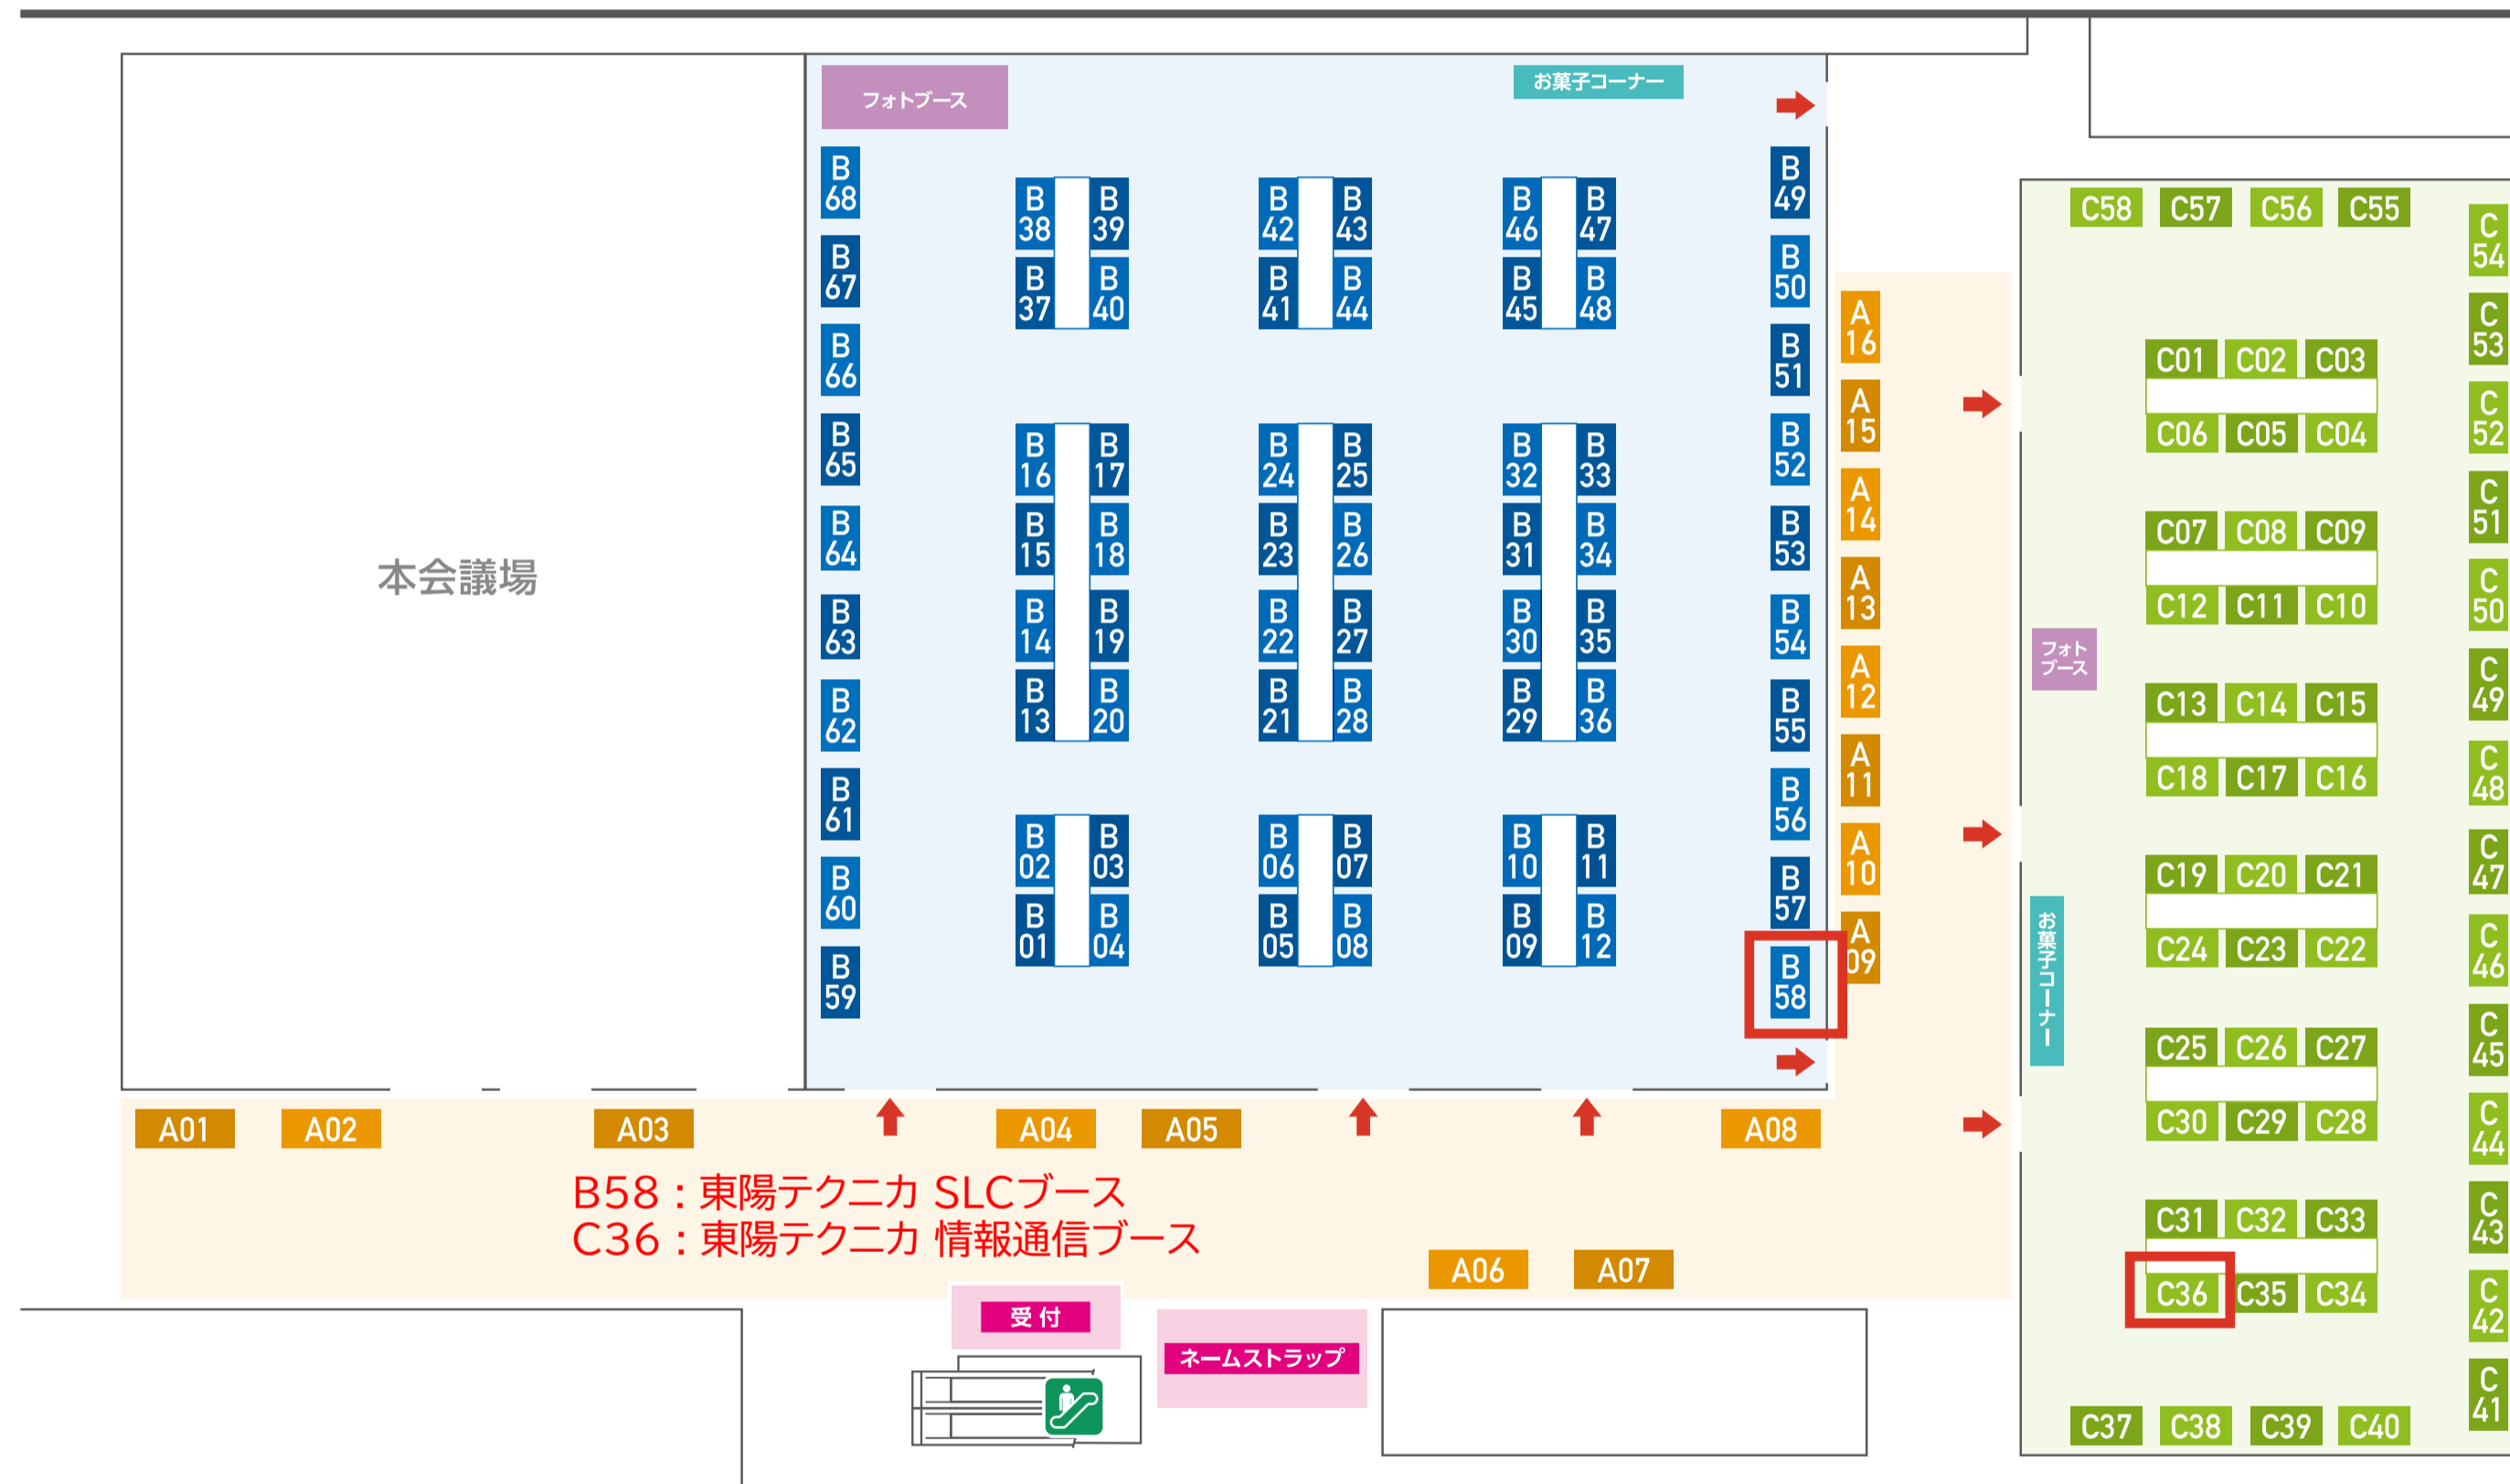 フォトブース
お菓子コーナー
B68
B67
B66
B65
B64
B63
B62
B61
B60
B59
B38 B39
B37 B40
B42 B43
B41 B44
B46 B47
B45 B48
B16 B17
B15 B18
B14 B19
B13 B20
B24 B25
B23 B26
B22 B27
B21 B28
B32 B33
B31 B34
B30 B35
B29 B36
B02 B03
B01 B04
B06 B07
B05 B08
B10 B11
B09 B12
B49
B50
B51
B52
B53
B54
B55
B56
B57
B58
本会議場
A16
A15
A14
A13
A12
A11
A10
A09
A01 A02 A03 A04 A05 A08
B58：東陽テクニカ SLCブース
C36：東陽テクニカ 情報通信ブース
A06 A07
受付
ネームストラップ
C58 C57 C56 C55
C01 C02 C03
C06 C05 C04
C07 C08 C09
C12 C11 C10
フォト
ブース
C13 C14 C15
C18 C17 C16
C19 C20 C21
C24 C23 C22
お菓子コーナー
C25 C26 C27
C30 C29 C28
C31 C32 C33
C36 C35 C34
C37 C38 C39 C40
C54
C53
C52
C51
C50
C49
C48
C47
C46
C45
C44
C43
C42
C41